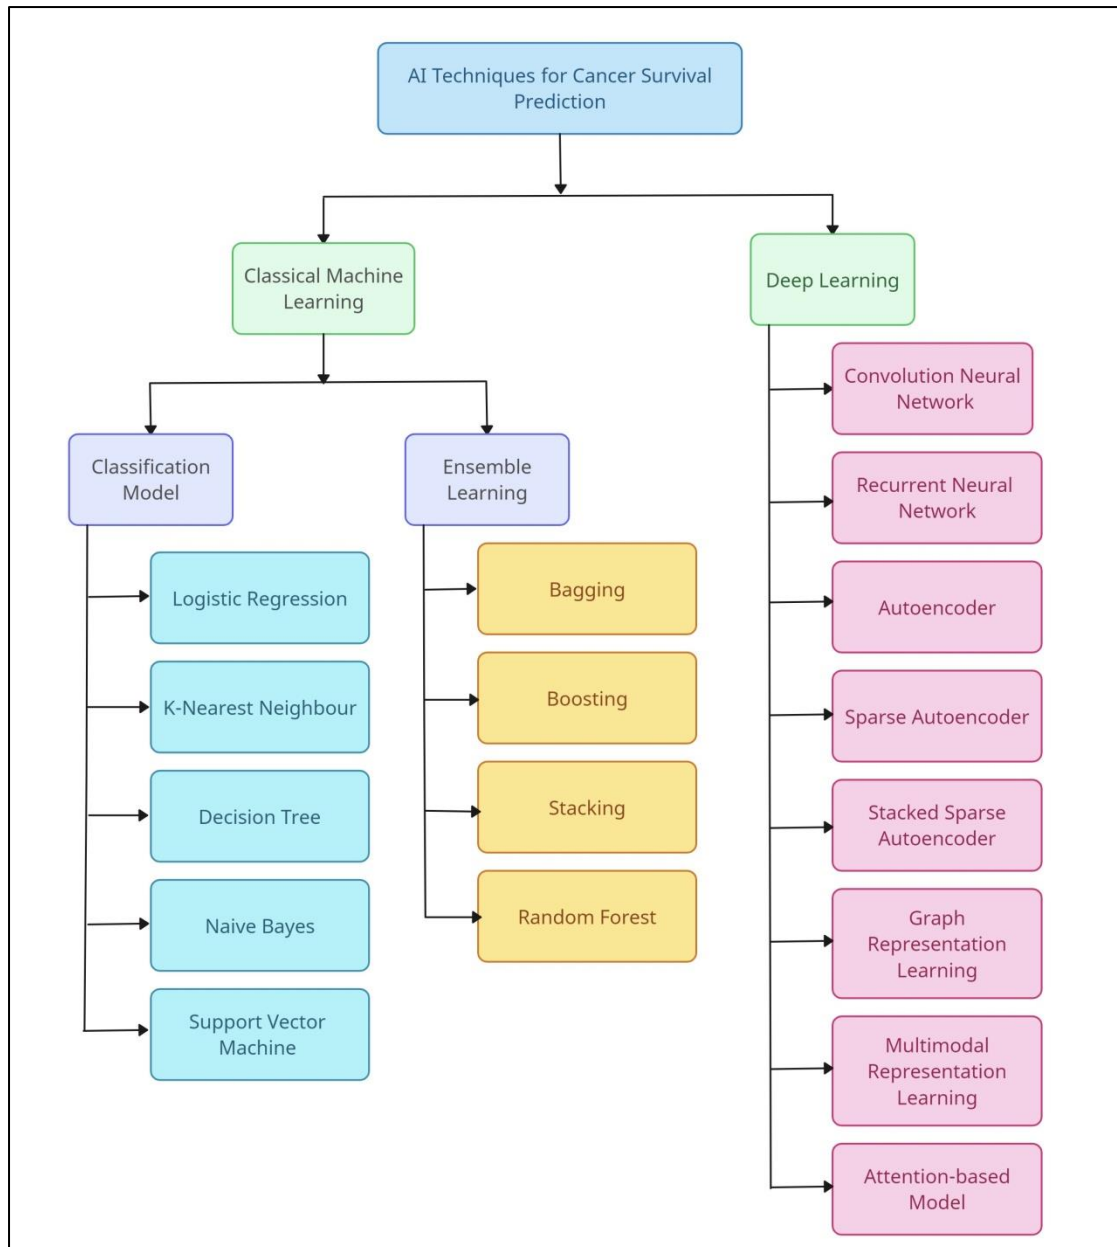 AI Techniques for Cancer Survival
Prediction
Classical Machine
Learning
Deep Learning
Classification
Model
Ensemble
Learning
Logistic Regression
K-Nearest Neighbour
Decision Tree
Naive Bayes
Support Vector
Machine
Bagging
Boosting
Stacking
Random Forest
Convolution Neural
Network
Recurrent Neural
Network
Autoencoder
Sparse Autoencoder
Stacked Sparse
Autoencoder
Graph
Representation
Learning
Multimodal
Representation
Learning
Attention-based
Model